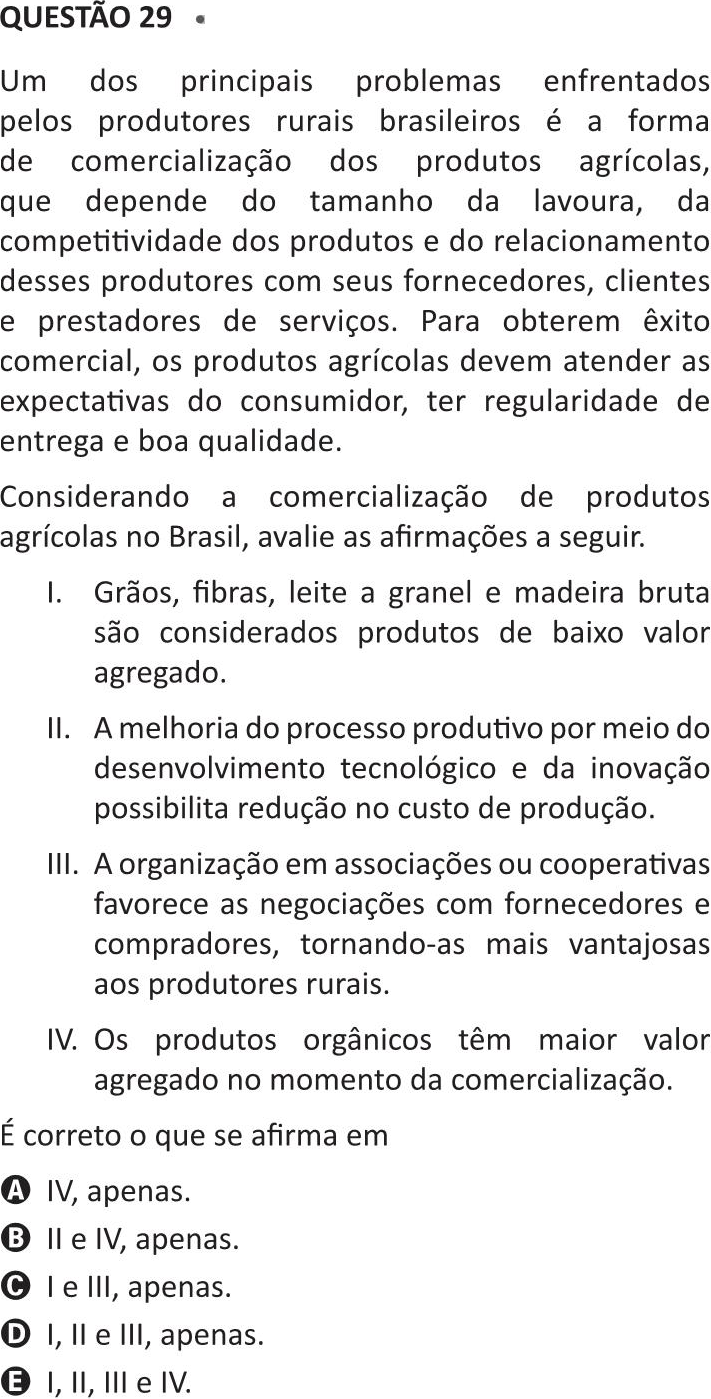 QUESTÃO 29
Um dos principais problemas enfrentados
pelos produtores rurais brasileiros é a forma
de comercialização dos produtos agrícolas,
que depende do tamanho da lavoura, da
competitividade dos produtos e do relacionamento
desses produtores com seus fornecedores, clientes
e prestadores de serviços. Para obterem êxito
comercial, os produtos agrícolas devem atender as
expectativas do consumidor, ter regularidade de
entrega e boa qualidade.
Considerando a comercialização de produtos
agrícolas no Brasil, avalie as afirmações a seguir.
I. Grãos, fibras, leite a granel e madeira bruta
são considerados produtos de baixo valor
agregado.
II. A melhoria do processo produtivo por meio do
desenvolvimento tecnológico e da inovação
possibilita redução no custo de produção.
III. A organização em associações ou cooperativas
favorece as negociações com fornecedores e
compradores, tornando-as mais vantajosas
aos produtores rurais.
IV. Os produtos orgânicos têm maior valor
agregado no momento da comercialização.
É correto o que se afirma em
A IV, apenas.
B II e IV, apenas.
C I e III, apenas.
D I, II e III, apenas.
E I, II, III e IV.